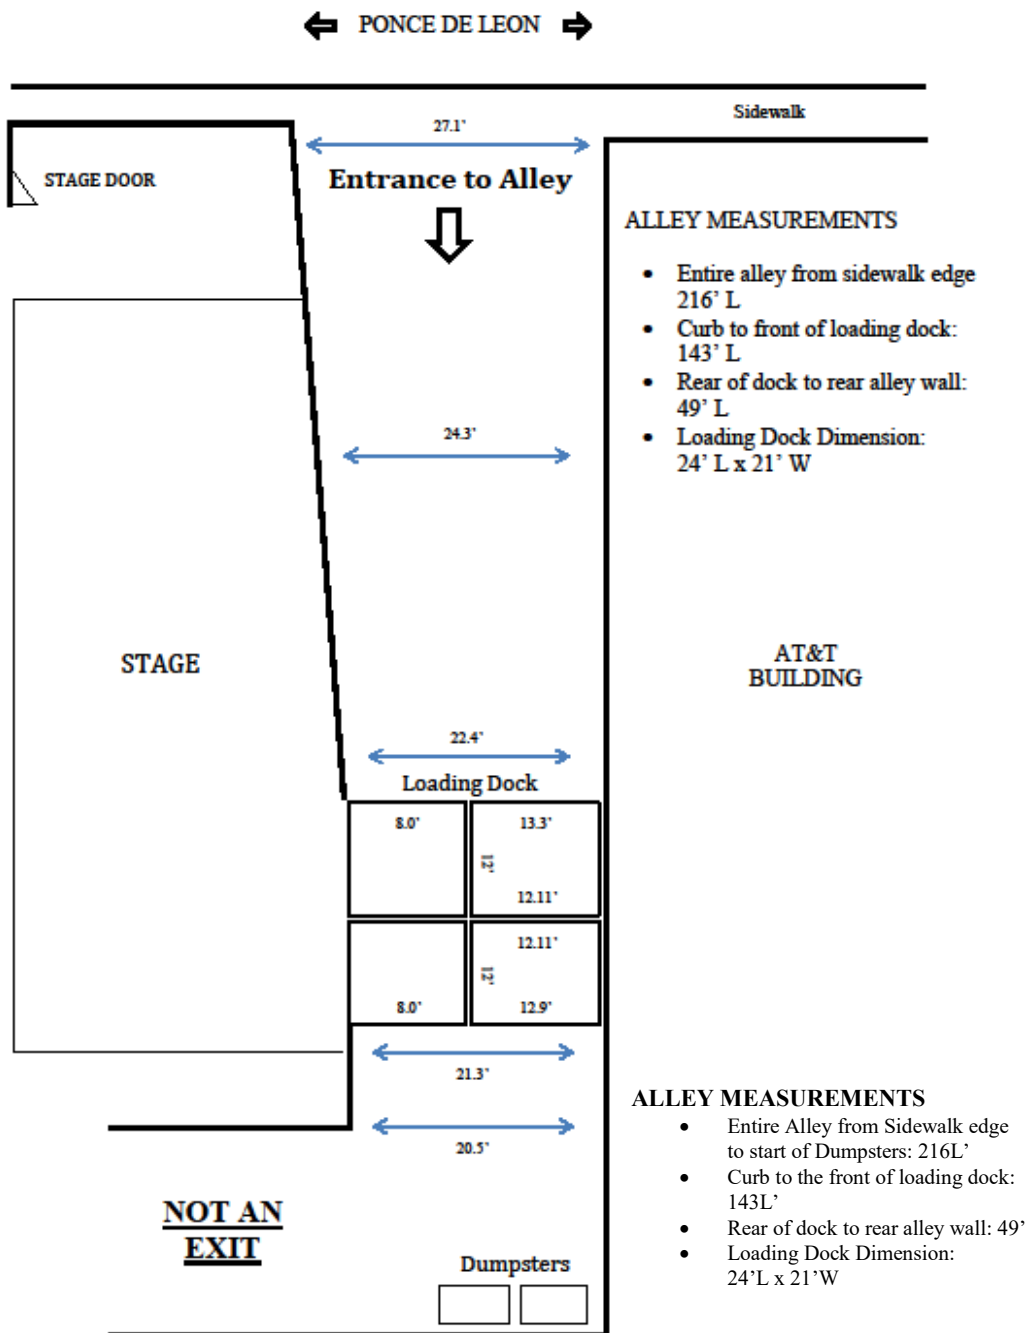 PONCE DE LEON
Sidewalk
27.1'
STAGE DOOR
Entrance to Alley
ALLEY MEASUREMENTS
• Entire alley from sidewalk edge
216’ L
• Curb to front of loading dock:
143’ L
• Rear of dock to rear alley wall:
49’ L
• Loading Dock Dimension:
24’ L x 21’ W
24.3'
STAGE
AT&T
BUILDING
22.4'
Loading Dock
8.0'
13.3'
12'
12.11'
12.11'
12'
8.0'
12.9'
21.3'
20.5'
ALLEY MEASUREMENTS
• Entire Alley from Sidewalk edge
to start of Dumpsters: 216L’
• Curb to the front of loading dock:
143L’
• Rear of dock to rear alley wall: 49’
• Loading Dock Dimension:
24’L x 21’W
NOT AN
EXIT
Dumpsters